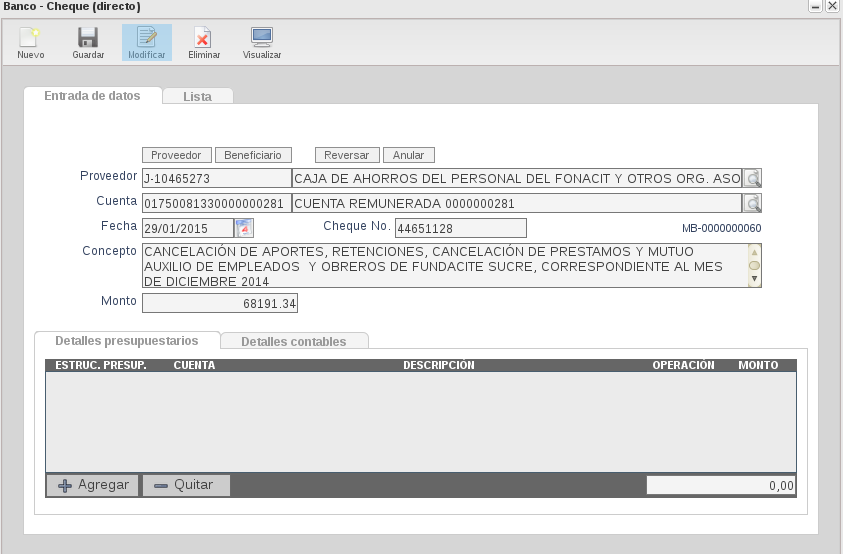 Banco - Cheque (directo)
Nuevo Guardar Modificar Eliminar Visualizar
Entrada de datos Lista
Proveedor Beneficiario Reversar Anular
Proveedor J-10465273 CAJA DE AHORROS DEL PERSONAL DEL FONACIT Y OTROS ORG. ASO
Cuenta 01750081330000000281 CUENTA REMUNERADA 0000000281
Fecha 29/01/2015 Cheque No. 44651128 MB-0000000060
Concepto CANCELACIÓN DE APORTES, RETENCIONES, CANCELACIÓN DE PRESTAMOS Y MUTUO
AUXILIO DE EMPLEADOS Y OBREROS DE FUNDACITE SUCRE, CORRESPONDIENTE AL MES
DE DICIEMBRE 2014
Monto 68191.34
Detalles presupuestarios Detalles contables
ESTRUC. PRESUP. CUENTA DESCRIPCIÓN OPERACIÓN MONTO
Agregar Quitar 0,00